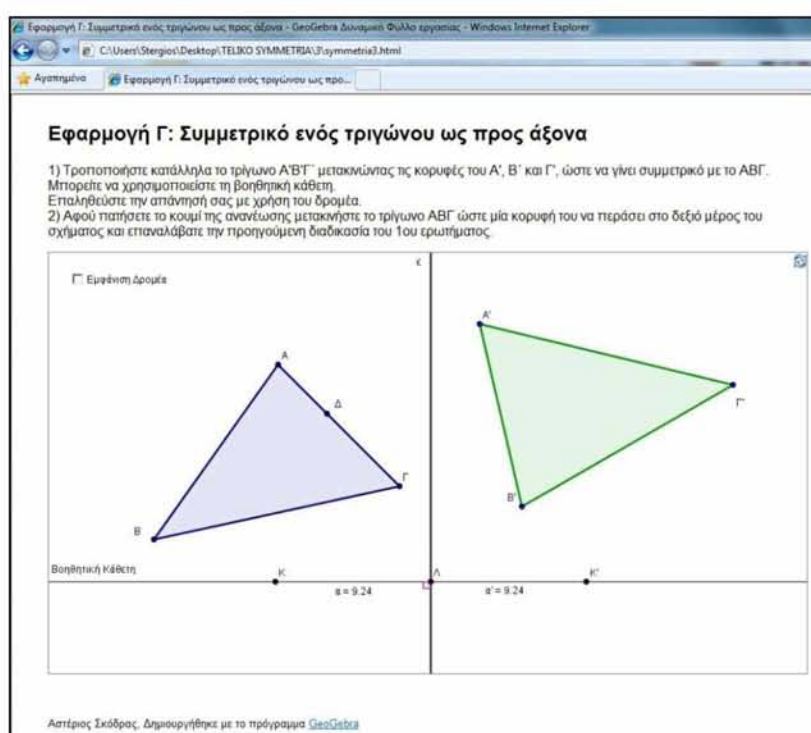 Εφαρμογή Γ: Συμμετρικό ενός τριγώνου ως προς άξονα - GeoGebra Δυναμικό Φύλλο εργασίας - Windows Internet Explorer
C:\Users\Stergios\Desktop\TELIKO SYMMETRIA\3\symmetria3.html
Αγαπημένα Εφαρμογή Γ: Συμμετρικό ενός τριγώνου ως προ...
Εφαρμογή Γ: Συμμετρικό ενός τριγώνου ως προς άξονα
1) Τροποποιήστε κατάλληλα το τρίγωνο Α'Β'Γ΄ μετακινώντας τις κορυφές του Α', Β΄ και Γ', ώστε να γίνει συμμετρικό με το ΑΒΓ.
Μπορείτε να χρησιμοποιείστε τη βοηθητική κάθετη.
Επαληθεύστε την απάντησή σας με χρήση του δρομέα.
2) Αφού πατήσετε το κουμί της ανανέωσης μετακινήστε το τρίγωνο ΑΒΓ ώστε μία κορυφή του να περάσει στο δεξιό μέρος του
σχήματος και επαναλάβατε την προηγούμενη διαδικασία του 1ου ερωτήματος.
ε
Εμφάνιση Δρομέα
Α'
Α
Δ
Γ'
Γ
Β'
Β
Βοηθητική Κάθετη
Κ Λ Κ'
α = 9.24 α' = 9.24
Αστέριος Σκόδρας, Δημιουργήθηκε με το πρόγραμμα GeoGebra